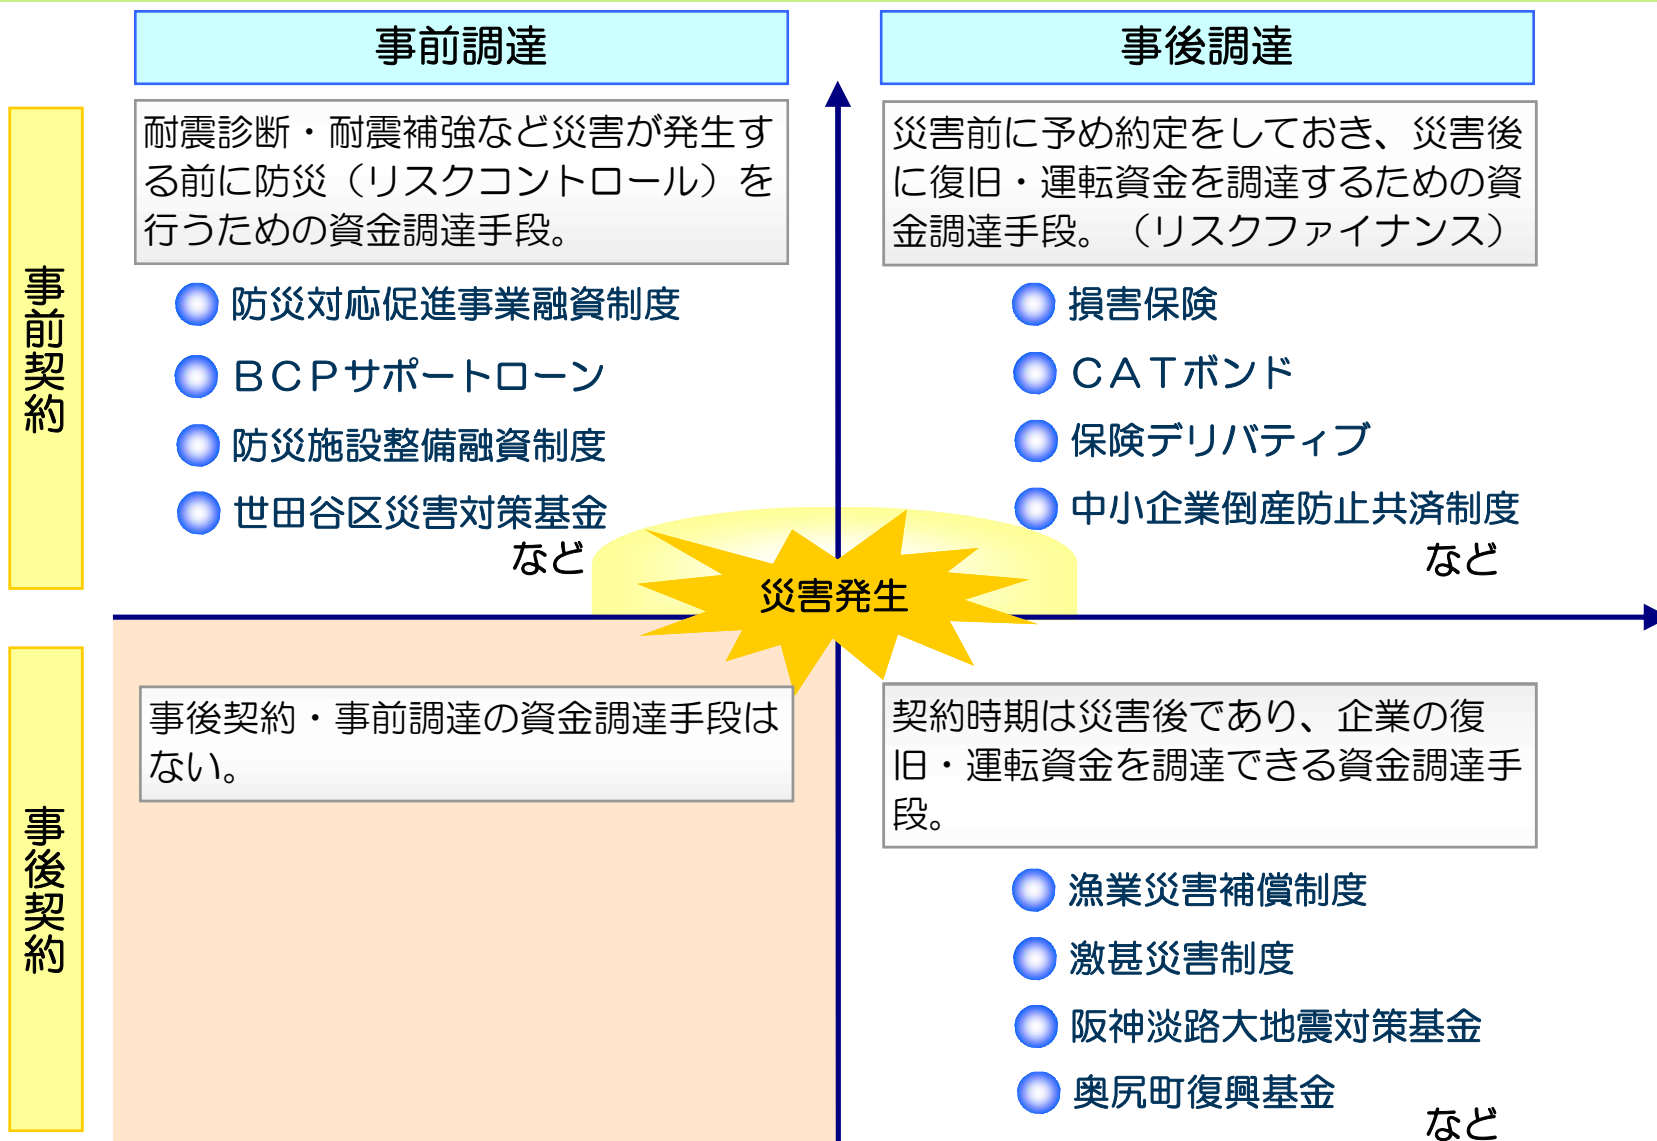 事前調達
事後調達
事前契約
耐震診断・耐震補強など災害が発生す
る前に防災（リスクコントロール）を
行うための資金調達手段。
防災対応促進事業融資制度
ＢＣＰサポートローン
防災施設整備融資制度
世田谷区災害対策基金
など
災害前に予め約定をしておき、災害後
に復旧・運転資金を調達するための資
金調達手段。（リスクファイナンス）
損害保険
ＣＡＴボンド
保険デリバティブ
中小企業倒産防止共済制度
など
災害発生
事後契約
事後契約・事前調達の資金調達手段は
ない。
契約時期は災害後であり、企業の復
旧・運転資金を調達できる資金調達手
段。
漁業災害補償制度
激甚災害制度
阪神淡路大地震対策基金
奥尻町復興基金
など